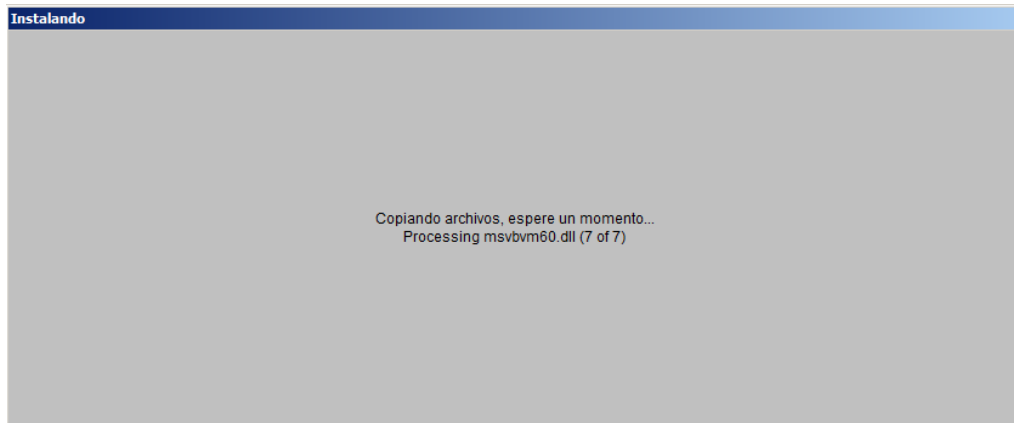 Instalando
Copiando archivos, espere un momento...
Processing msvbvm60.dll (7 of 7)